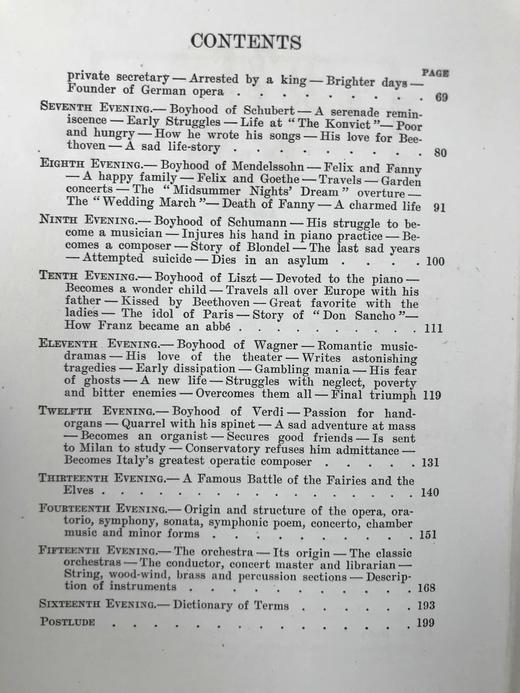 CONTENTS
PAGE
private secretary — Arrested by a king — Brighter days —
Founder of German opera . . . . . . . . 69
SEVENTH EVENING.— Boyhood of Schubert — A serenade remin-
iscence — Early Struggles — Life at "The Konvict"— Poor
and hungry — How he wrote his songs — His love for Bee-
thoven — A sad life-story . . . . . . . . 80
EIGHTH EVENING.— Boyhood of Mendelssohn — Felix and Fanny
— A happy family — Felix and Goethe — Travels — Garden
concerts — The "Midsummer Nights' Dream" overture —
The "Wedding March"— Death of Fanny — A charmed life 91
NINTH EVENING.— Boyhood of Schumann — His struggle to be-
come a musician — Injures his hand in piano practice — Be-
comes a composer — Story of Blondel — The last sad years
— Attempted suicide — Dies in an asylum . . . . 100
TENTH EVENING.— Boyhood of Liszt — Devoted to the piano —
Becomes a wonder child — Travels all over Europe with his
father — Kissed by Beethoven — Great favorite with the
ladies — The idol of Paris — Story of "Don Sancho"—
How Franz became an abbé . . . . . . . . 111
ELEVENTH EVENING.— Boyhood of Wagner — Romantic music-
dramas — His love of the theater — Writes astonishing
tragedies — Early dissipation — Gambling mania — His fear
of ghosts — A new life — Struggles with neglect, poverty
and bitter enemies — Overcomes them all — Final triumph 119
TWELFTH EVENING.— Boyhood of Verdi — Passion for hand-
organs — Quarrel with his spinet — A sad adventure at mass
— Becomes an organist — Secures good friends — Is sent
to Milan to study — Conservatory refuses him admittance —
Becomes Italy's greatest operatic composer . . . . . 131
THIRTEENTH EVENING.— A Famous Battle of the Fairies and the
Elves . . . . . . . . . . . . . . . 140
FOURTEENTH EVENING.— Origin and structure of the opera, ora-
torio, symphony, sonata, symphonic poem, concerto, chamber
music and minor forms . . . . . . . . . 151
FIFTEENTH EVENING.— The orchestra — Its origin — The classic
orchestras — The conductor, concert master and librarian —
String, wood-wind, brass and percussion sections — Descrip-
tion of instruments . . . . . . . . . . 168
SIXTEENTH EVENING.— Dictionary of Terms . . . . . . 193
POSTLUDE . . . . . . . . . . . . . . 199